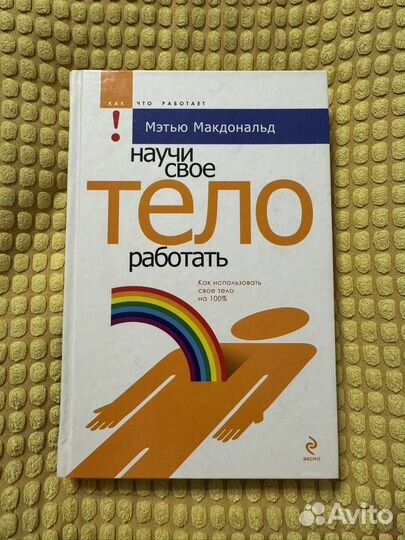 КАК ЧТО РАБОТАЕТ
!
Мэтью Макдональд
научи
свое
тело
работать
Как использовать
свое тело
на 100%
ЭКСМО
Avito